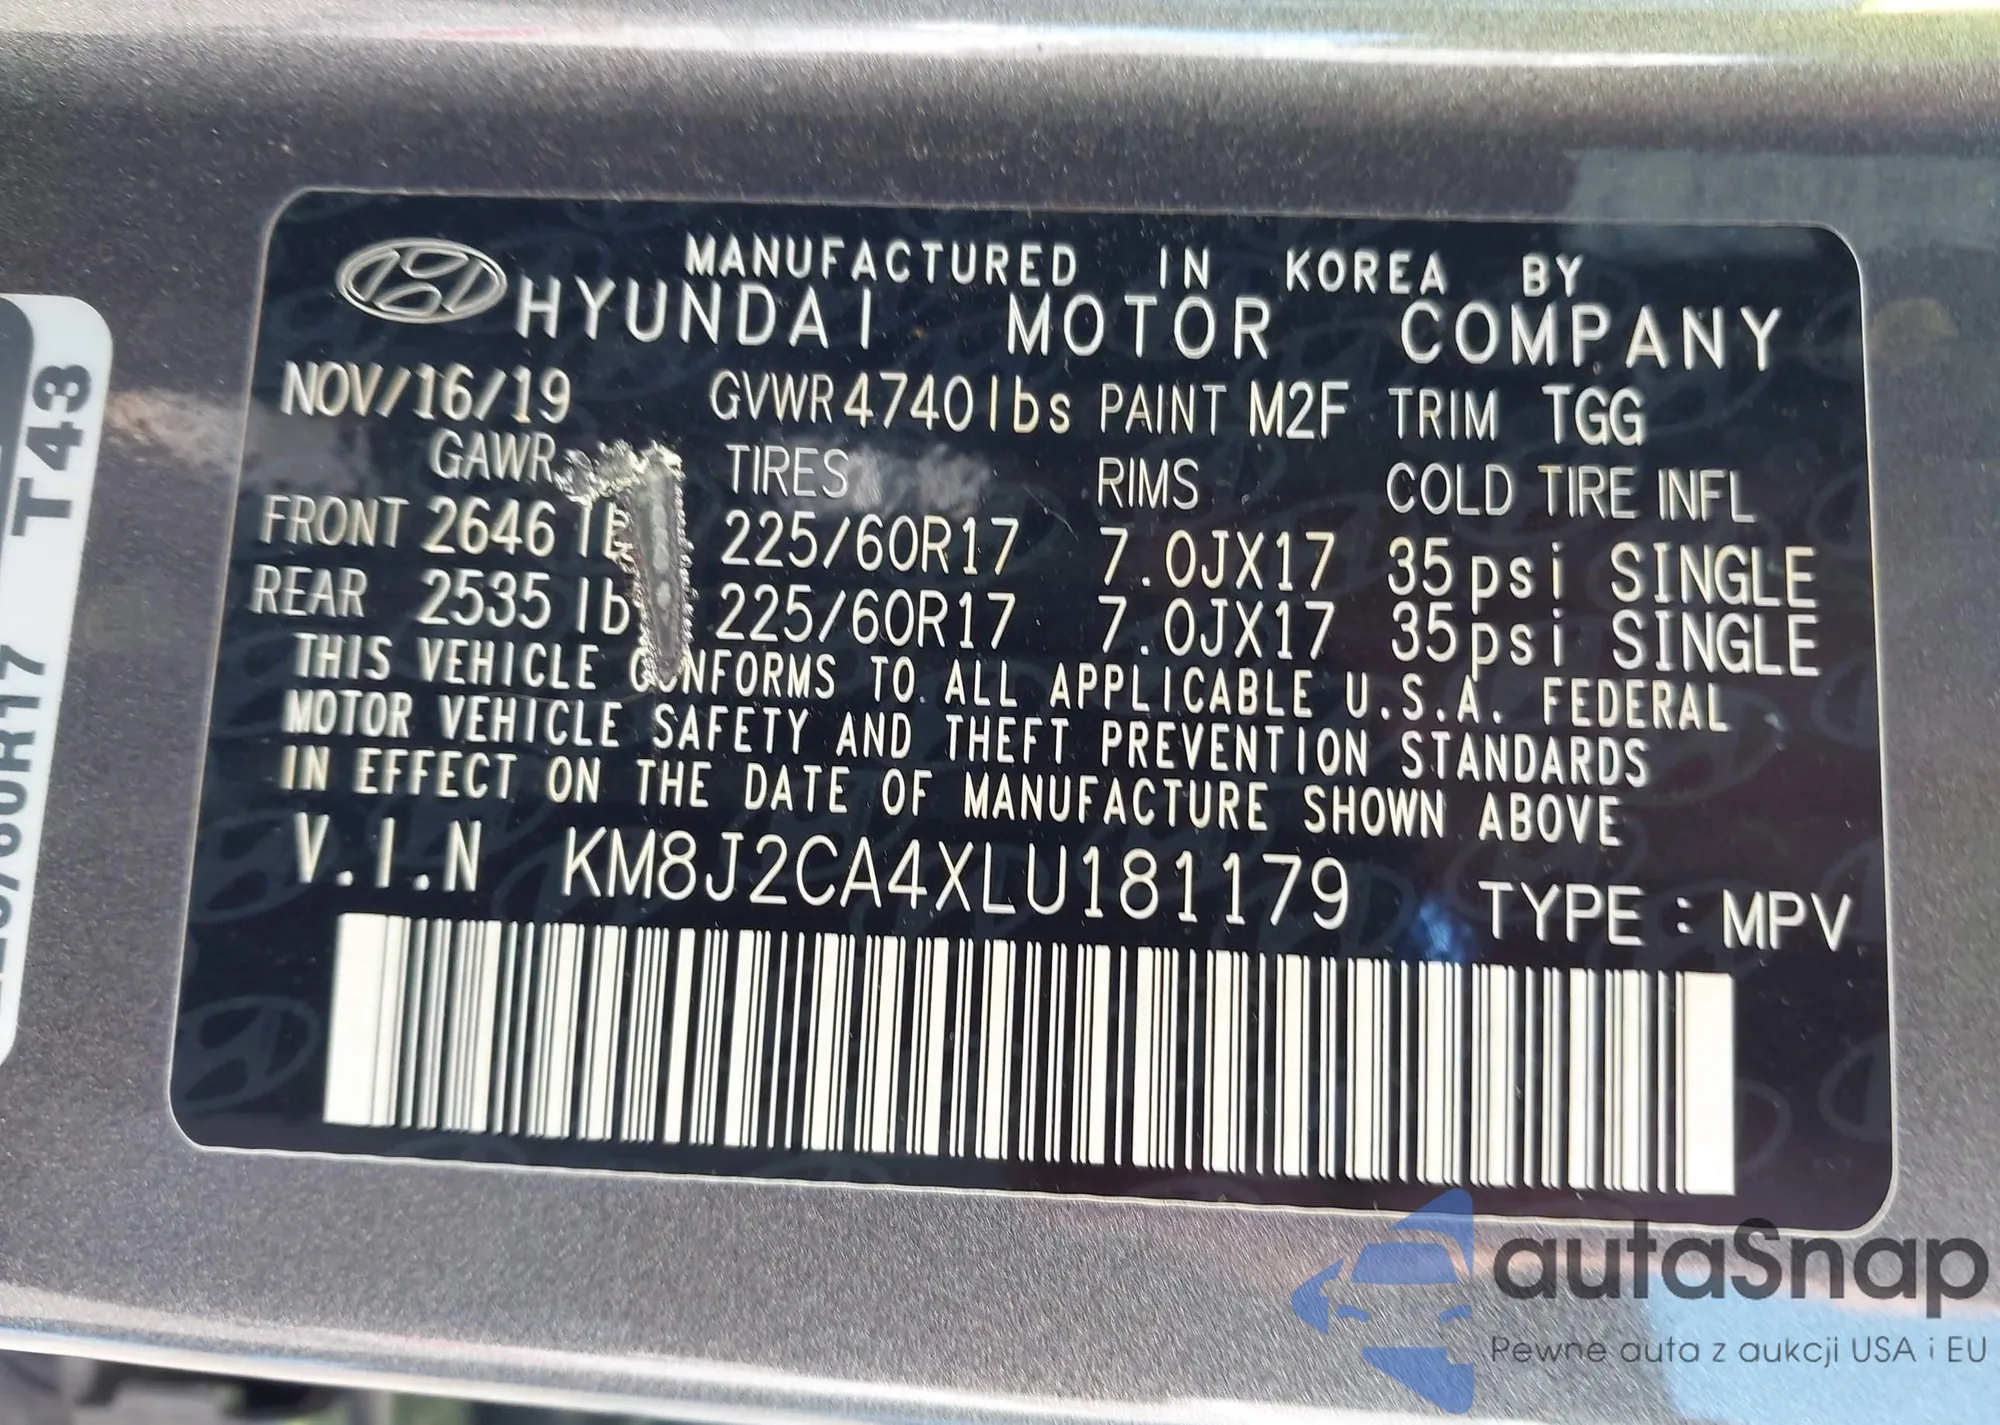 MANUFACTURED IN KOREA BY
HYUNDAI MOTOR COMPANY
NOV/16/19 GVWR 4740lbs PAINT M2F TRIM TGG
GAWR TIRES RIMS COLD TIRE INFL
FRONT 2646 lb 225/60R17 7.0JX17 35psi SINGLE
REAR 2535 lb 225/60R17 7.0JX17 35psi SINGLE
THIS VEHICLE CONFORMS TO ALL APPLICABLE U.S.A. FEDERAL
MOTOR VEHICLE SAFETY AND THEFT PREVENTION STANDARDS
IN EFFECT ON THE DATE OF MANUFACTURE SHOWN ABOVE
V.I.N KM8J2CA4XLU181179 TYPE : MPV
T43
autaSnap
Pewne auta z aukcji USA i EU